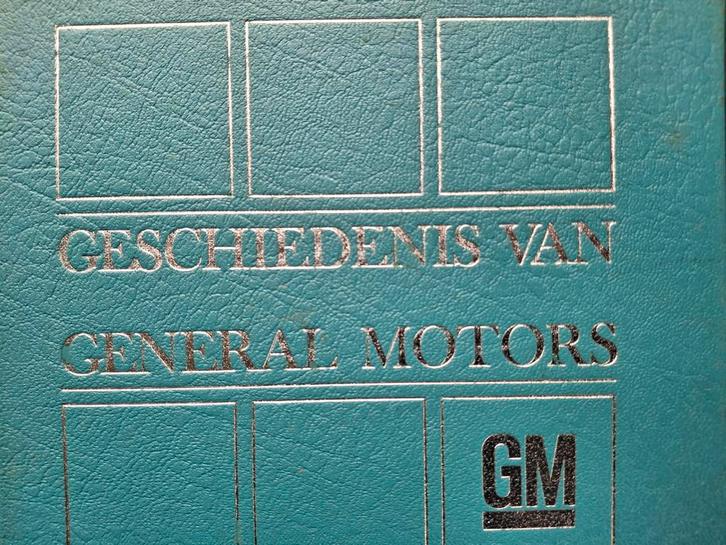 GESCHIEDENIS VAN
GENERAL MOTORS
GM